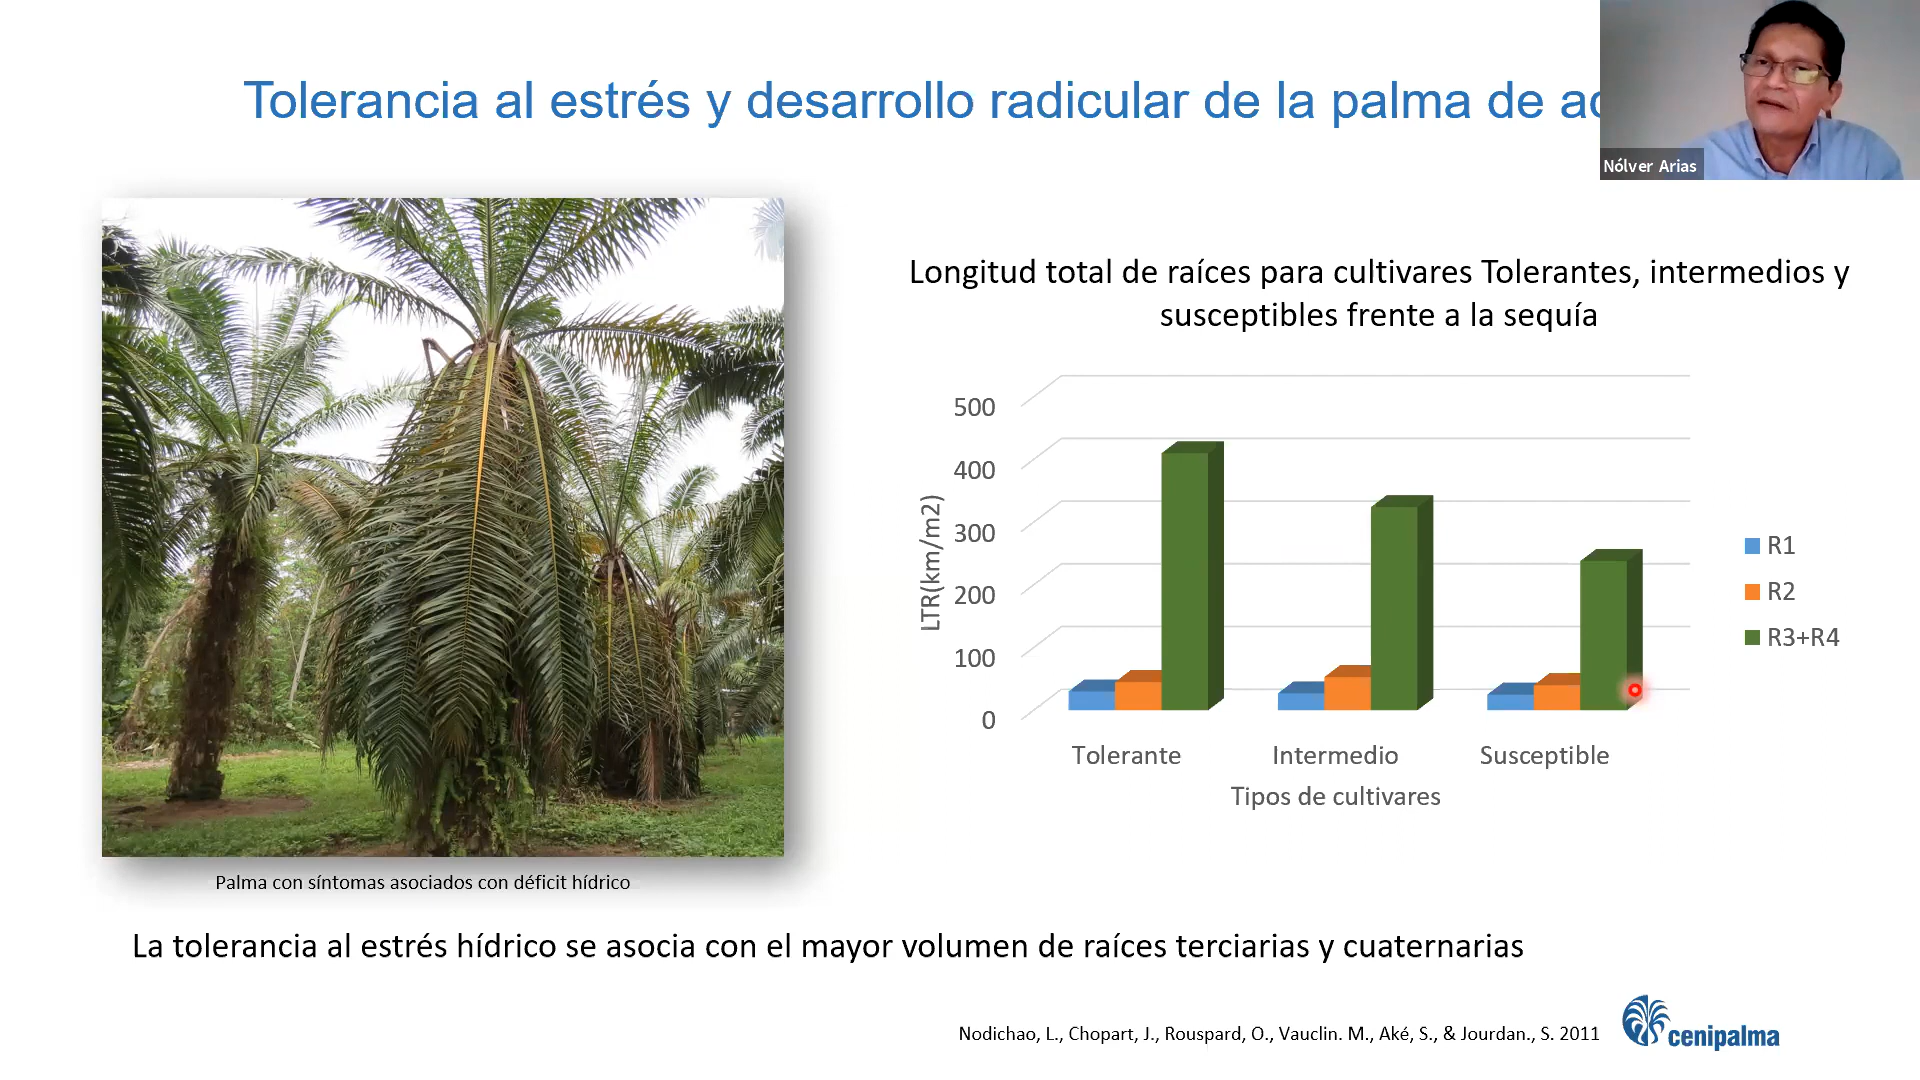 Tolerancia al estrés y desarrollo radicular de la palma de
Nólver Arias
Longitud total de raíces para cultivares Tolerantes, intermedios y
susceptibles frente a la sequía
LTR(km/m2)
500
400
300
200
100
0
Tolerante Intermedio Susceptible
Tipos de cultivares
R1
R2
R3+R4
Palma con síntomas asociados con déficit hídrico
La tolerancia al estrés hídrico se asocia con el mayor volumen de raíces terciarias y cuaternarias
Nodichao, L., Chopart, J., Rouspard, O., Vauclin. M., Aké, S., & Jourdan., S. 2011
cenipalma